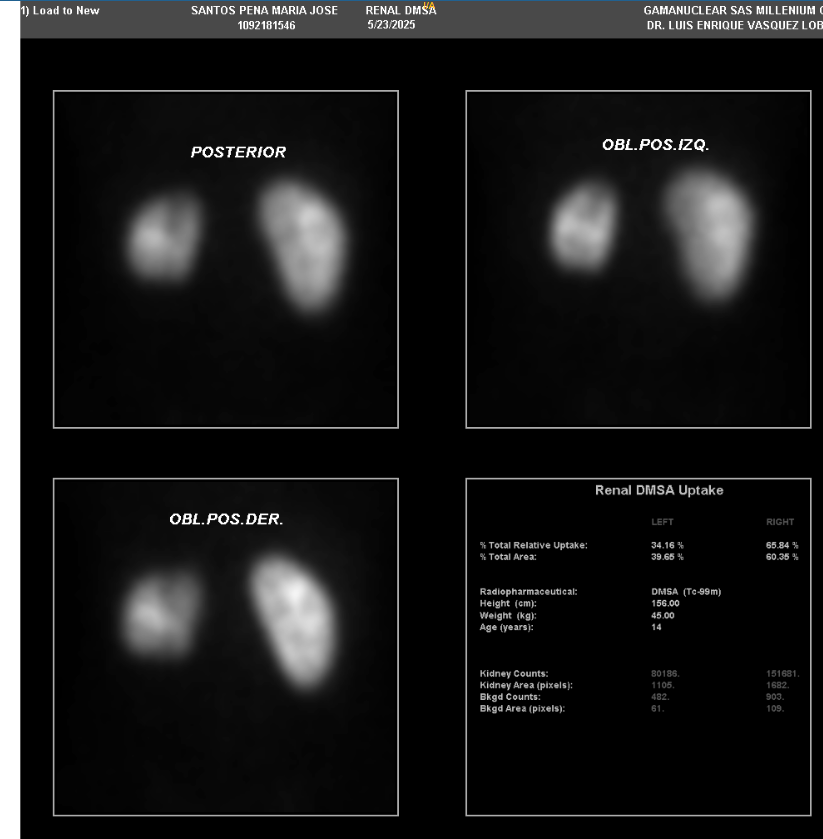 1) Load to New SANTOS PENA MARIA JOSE RENAL DMSA GAMANUCLEAR SAS MILLENIUM
1092181546 5/23/2025 DR. LUIS ENRIQUE VASQUEZ LOB
POSTERIOR
OBL.POS.IZQ.
OBL.POS.DER.
Renal DMSA Uptake
LEFT RIGHT
% Total Relative Uptake: 34.16 % 65.84 %
% Total Area: 39.65 % 60.35 %
Radiopharmaceutical: DMSA (Tc-99m)
Height (cm): 156.00
Weight (kg): 45.00
Age (years): 14
Kidney Counts: 80186. 151681.
Kidney Area (pixels): 1105. 1682.
Bkgd Counts: 482. 903.
Bkgd Area (pixels): 61. 109.